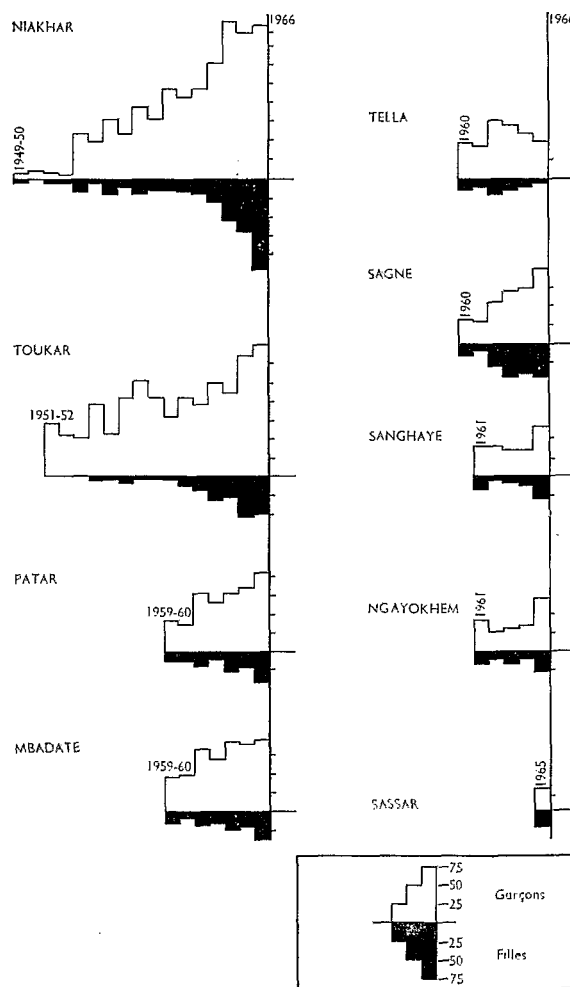 NIAKHAR
1966
1949-50
TOUKAR
1951-52
PATAR
1959-60
MBADATE
1959-60
1966
TELLA
1960
SAGNE
1960
SANGHAYE
1961
NGAYOKHEM
1961
SASSAR
1965
75
50
25
Garçons
25
50
75
Filles